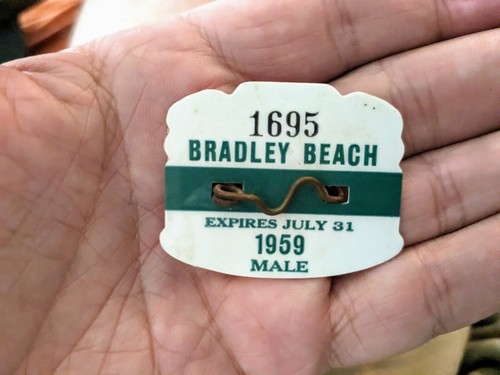 1695
BRADLEY BEACH
EXPIRES JULY 31
1959
MALE